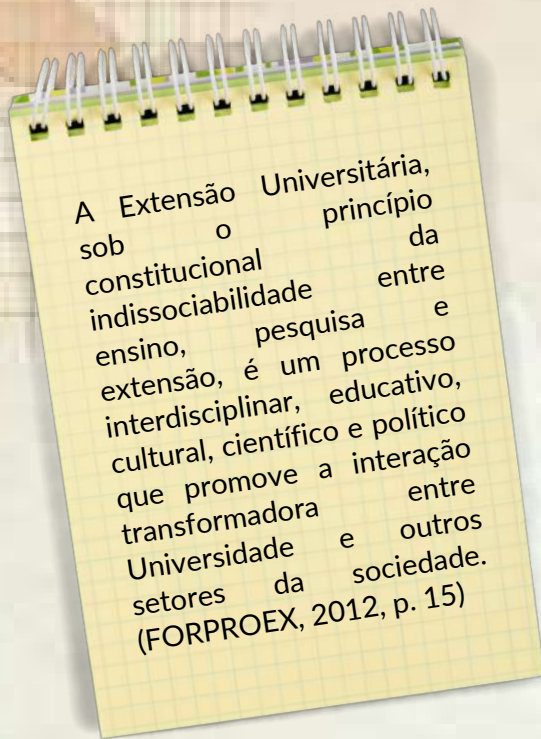 A Extensão Universitária,
sob o princípio
constitucional da
indissociabilidade entre
ensino, pesquisa e
extensão, é um processo
interdisciplinar, educativo,
cultural, científico e político
que promove a interação
transformadora entre
Universidade e outros
setores da sociedade.
(FORPROEX, 2012, p. 15)